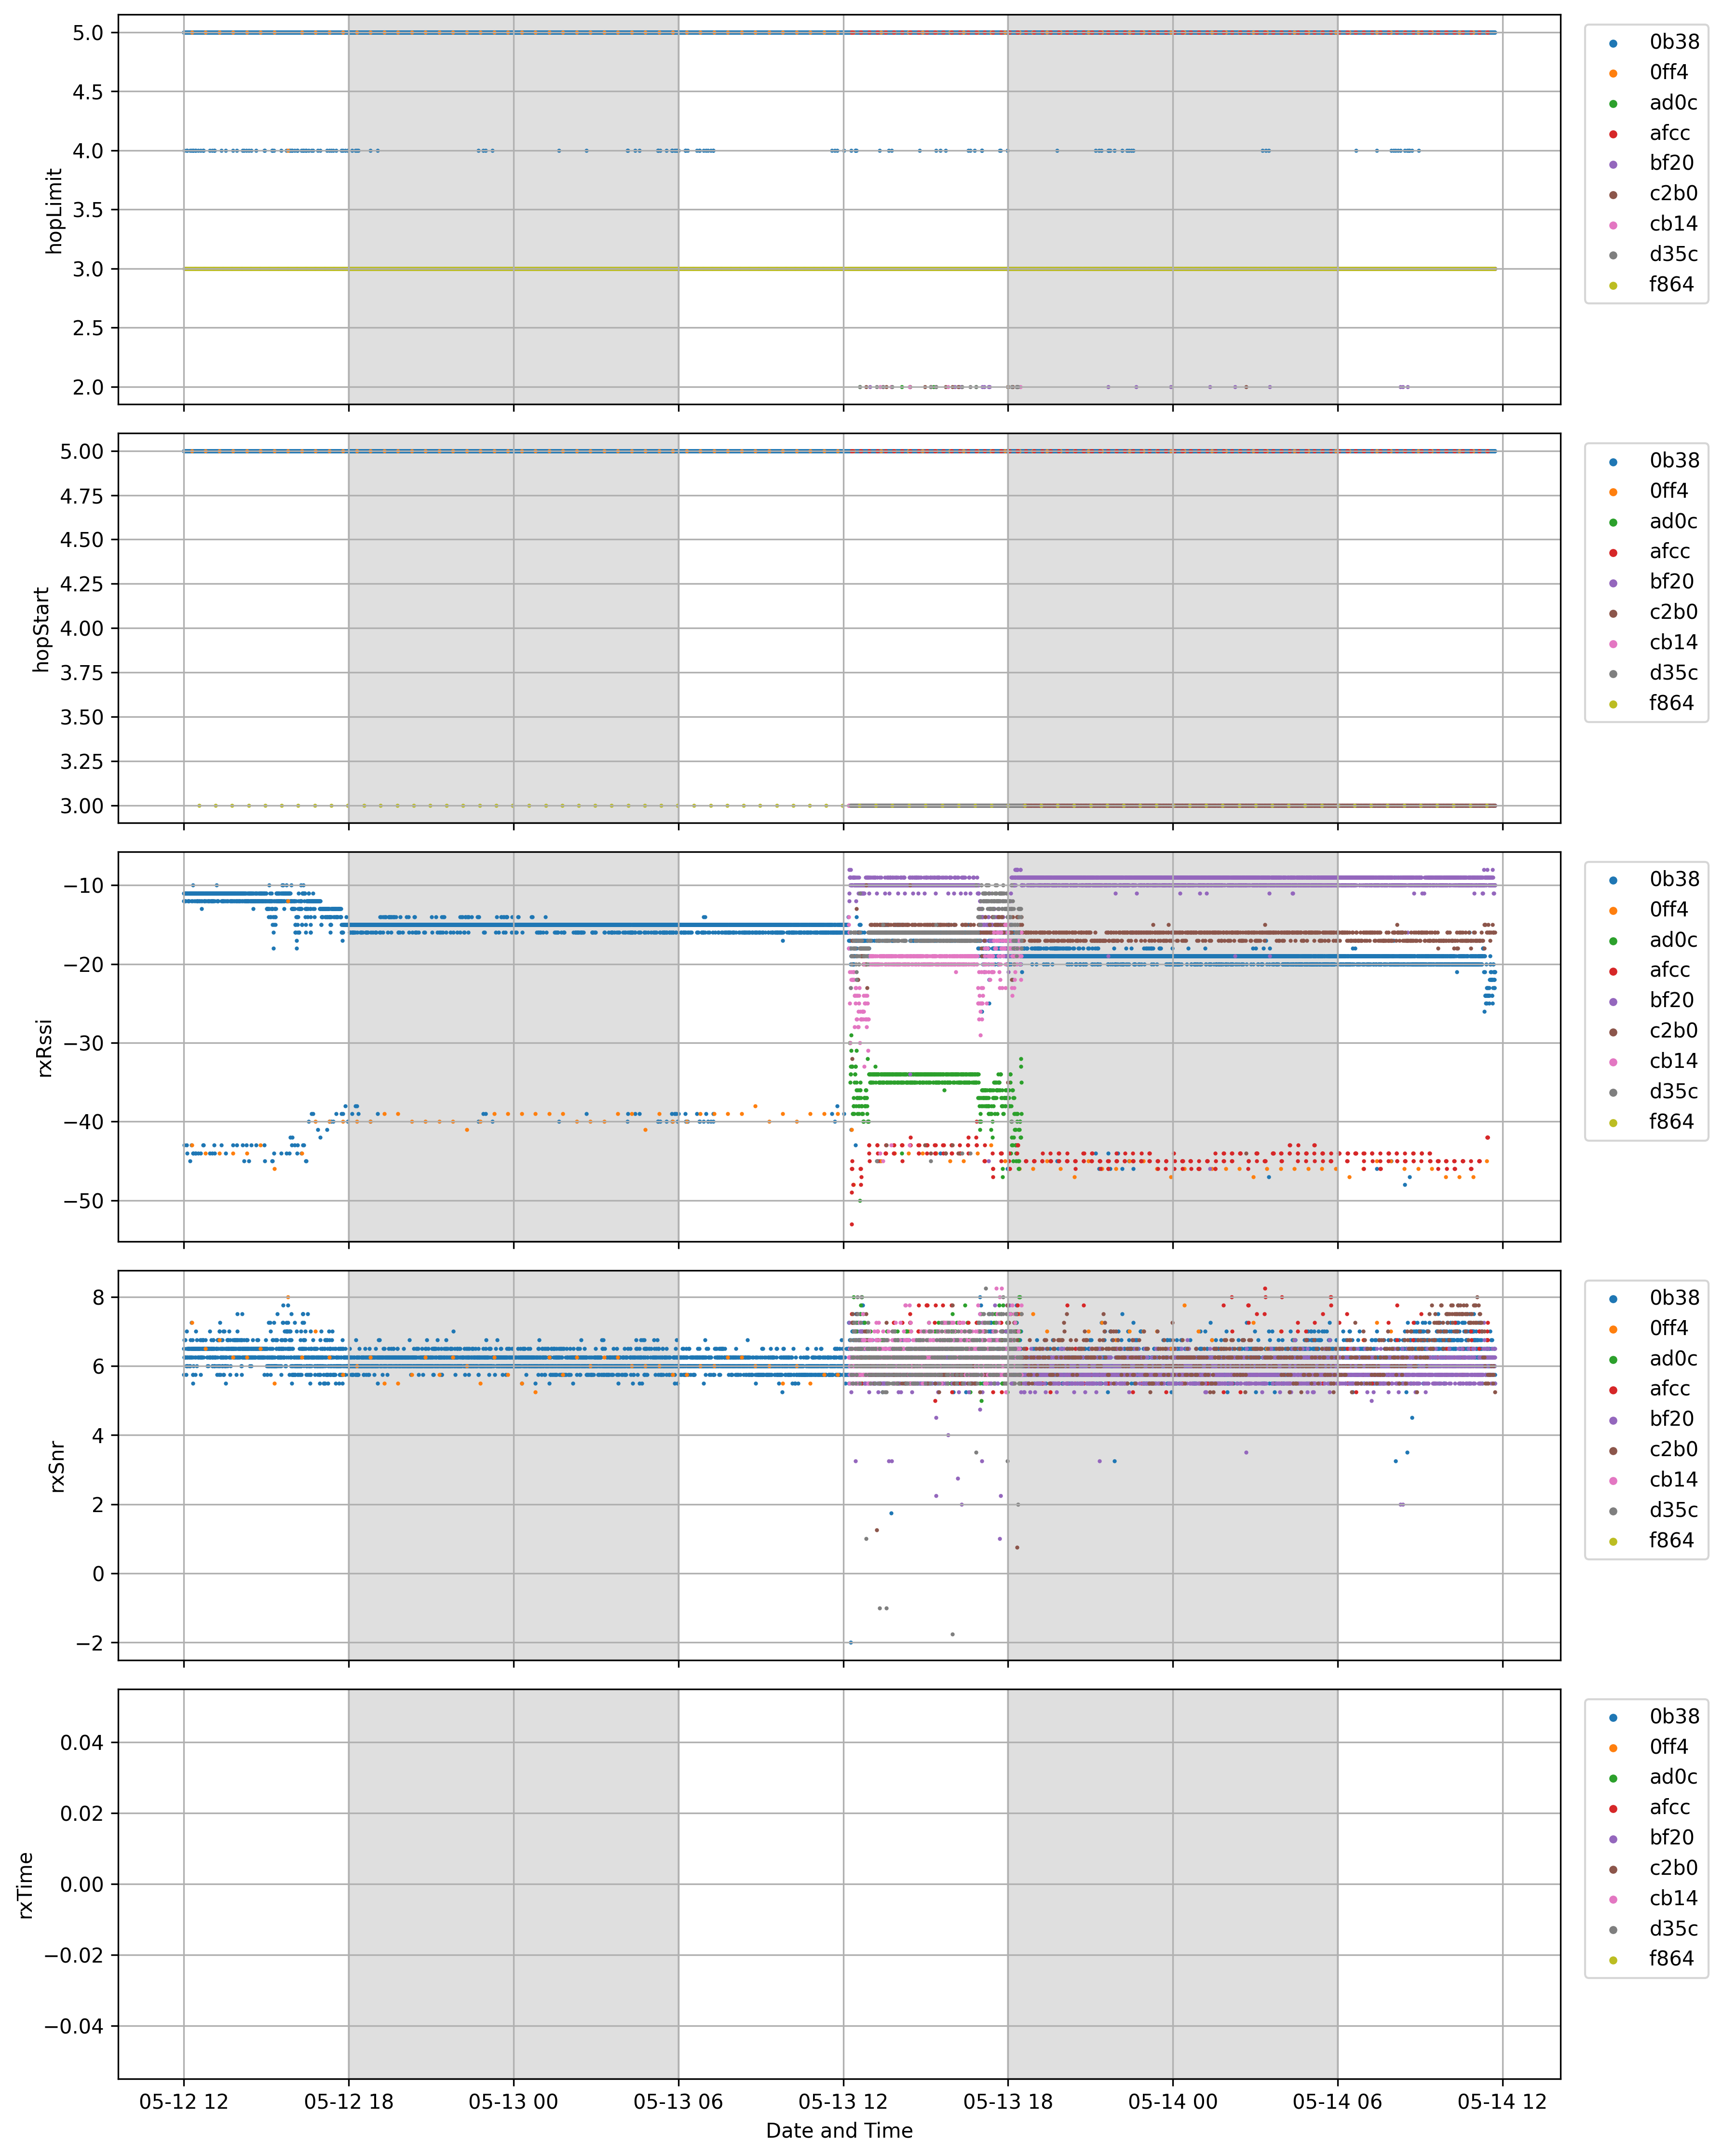 5.0
4.5
4.0
3.5
3.0
2.5
2.0
hopLimit
0b38
0ff4
ad0c
afcc
bf20
c2b0
cb14
d35c
f864
5.00
4.75
4.50
4.25
4.00
3.75
3.50
3.25
3.00
hopStart
0b38
0ff4
ad0c
afcc
bf20
c2b0
cb14
d35c
f864
−10
−20
−30
−40
−50
rxRssi
0b38
0ff4
ad0c
afcc
bf20
c2b0
cb14
d35c
f864
8
6
4
2
0
−2
rxSnr
0b38
0ff4
ad0c
afcc
bf20
c2b0
cb14
d35c
f864
0.04
0.02
0.00
−0.02
−0.04
rxTime
0b38
0ff4
ad0c
afcc
bf20
c2b0
cb14
d35c
f864
05-12 12 05-12 18 05-13 00 05-13 06 05-13 12 05-13 18 05-14 00 05-14 06 05-14 12
Date and Time